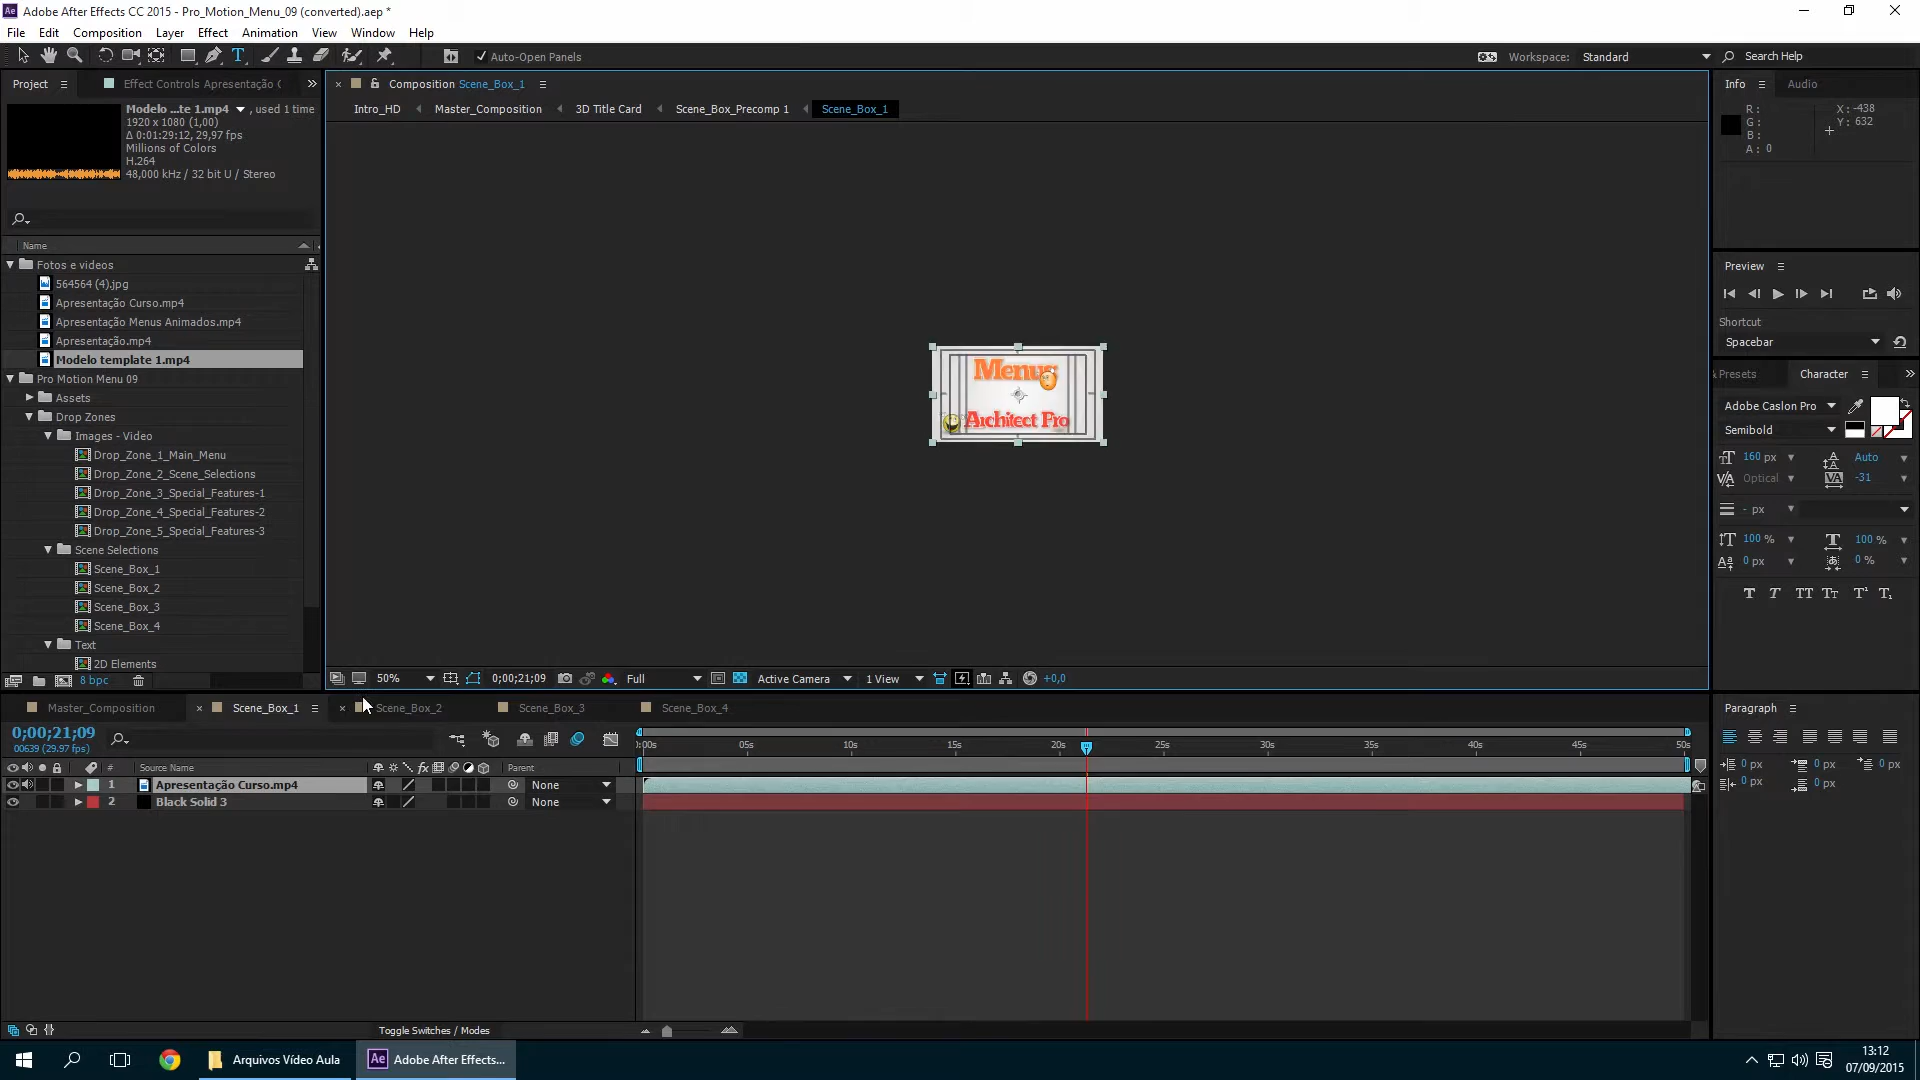 Adobe After Effects CC 2015 - Pro_Motion_Menu_09 (converted).aep *
File Edit Composition Layer Effect Animation View Window Help
Auto-Open Panels
Workspace: Standard
Search Help
Project
Effect Controls Apresentação (
Modelo ...te 1.mp4 , used 1 time
1920 x 1080 (1,00)
Δ 0:01:29:12, 29,97 fps
Millions of Colors
H.264
48,000 kHz / 32 bit U / Stereo
Name
Fotos e videos
564564 (4).jpg
Apresentação Curso.mp4
Apresentação Menus Animados.mp4
Apresentação.mp4
Modelo template 1.mp4
Pro Motion Menu 09
Assets
Drop Zones
Images - Video
Drop_Zone_1_Main_Menu
Drop_Zone_2_Scene_Selections
Drop_Zone_3_Special_Features-1
Drop_Zone_4_Special_Features-2
Drop_Zone_5_Special_Features-3
Scene Selections
Scene_Box_1
Scene_Box_2
Scene_Box_3
Scene_Box_4
Text
2D Elements
8 bpc
Composition Scene_Box_1
Intro_HD Master_Composition 3D Title Card Scene_Box_Precomp 1 Scene_Box_1
Menus
Architect Pro
50% 0;00;21;09 Full Active Camera 1 View +0,0
Info Audio
R: X: -438
G: Y: 632
B:
A: 0
Preview
Shortcut
Spacebar
Presets Character
Adobe Caslon Pro
Semibold
160 px Auto
Optical -31
- px
100 % 100 %
0 px 0 %
T T TT Tr T¹ T₁
Master_Composition Scene_Box_1 Scene_Box_2 Scene_Box_3 Scene_Box_4
0;00;21;09
00639 (29.97 fps)
:00s 05s 10s 15s 20s 25s 30s 35s 40s 45s 50s
# Source Name Parent
1 Apresentação Curso.mp4 None
2 Black Solid 3 None
Toggle Switches / Modes
Paragraph
0 px 0 px 0 px
0 px 0 px
Arquivos Vídeo Aula
Ae Adobe After Effects...
13:12
07/09/2015